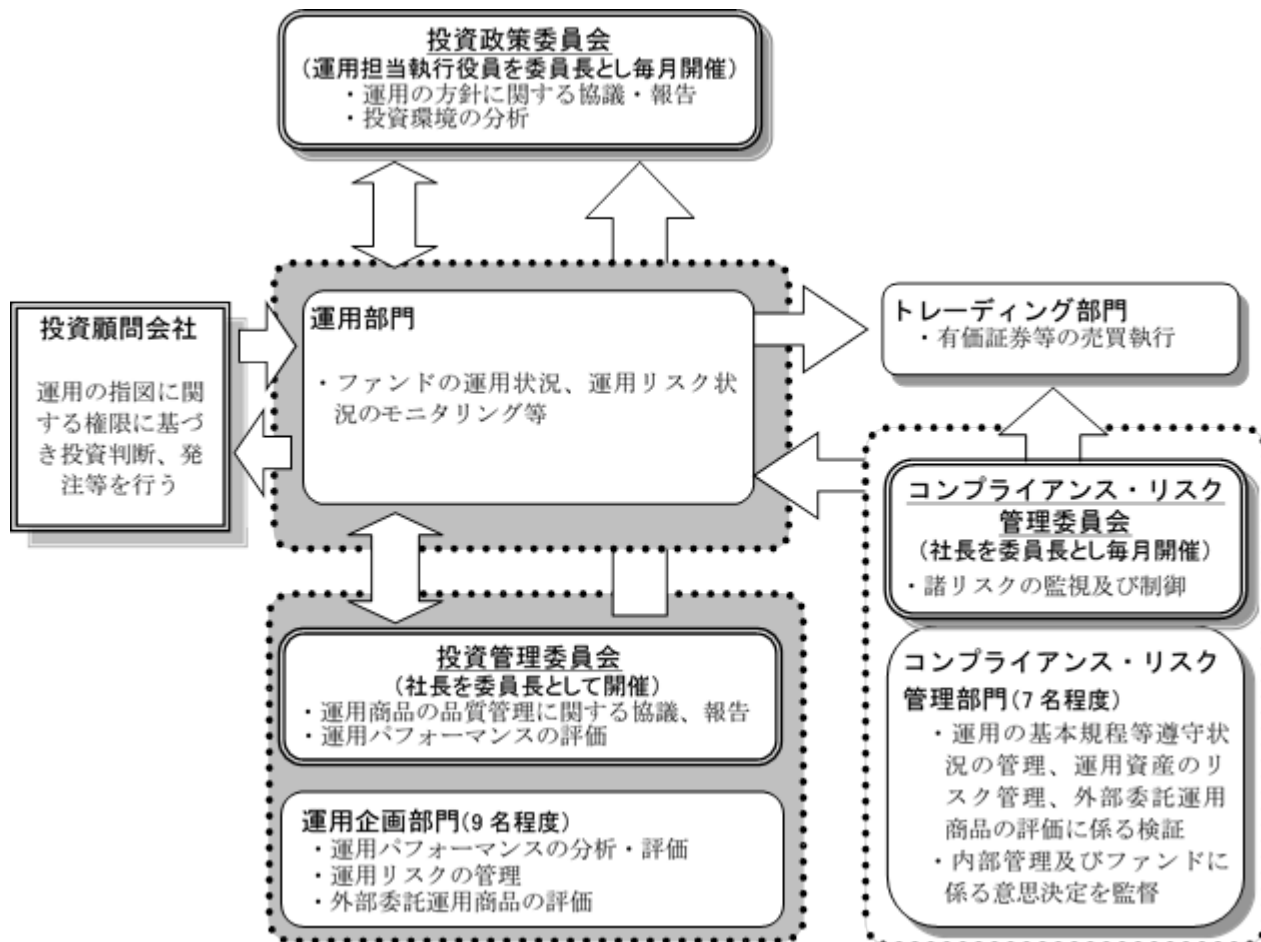 投資政策委員会
(運用担当執行役員を委員長とし毎月開催)
・運用の方針に関する協議・報告
・投資環境の分析
投資顧問会社
運用の指図に関
する権限に基づ
き投資判断、発
注等を行う
運用部門
・ファンドの運用状況、運用リスク状
況のモニタリング等
トレーディング部門
・有価証券等の売買執行
コンプライアンス・リスク
管理委員会
(社長を委員長とし毎月開催)
・諸リスクの監視及び制御
投資管理委員会
(社長を委員長として開催)
・運用商品の品質管理に関する協議、報告
・運用パフォーマンスの評価
運用企画部門(9名程度)
・運用パフォーマンスの分析・評価
・運用リスクの管理
・外部委託運用商品の評価
コンプライアンス・リスク
管理部門(7名程度)
・運用の基本規程等遵守状
況の管理、運用資産のリ
スク管理、外部委託運用
商品の評価に係る検証
・内部管理及びファンドに
係る意思決定を監督